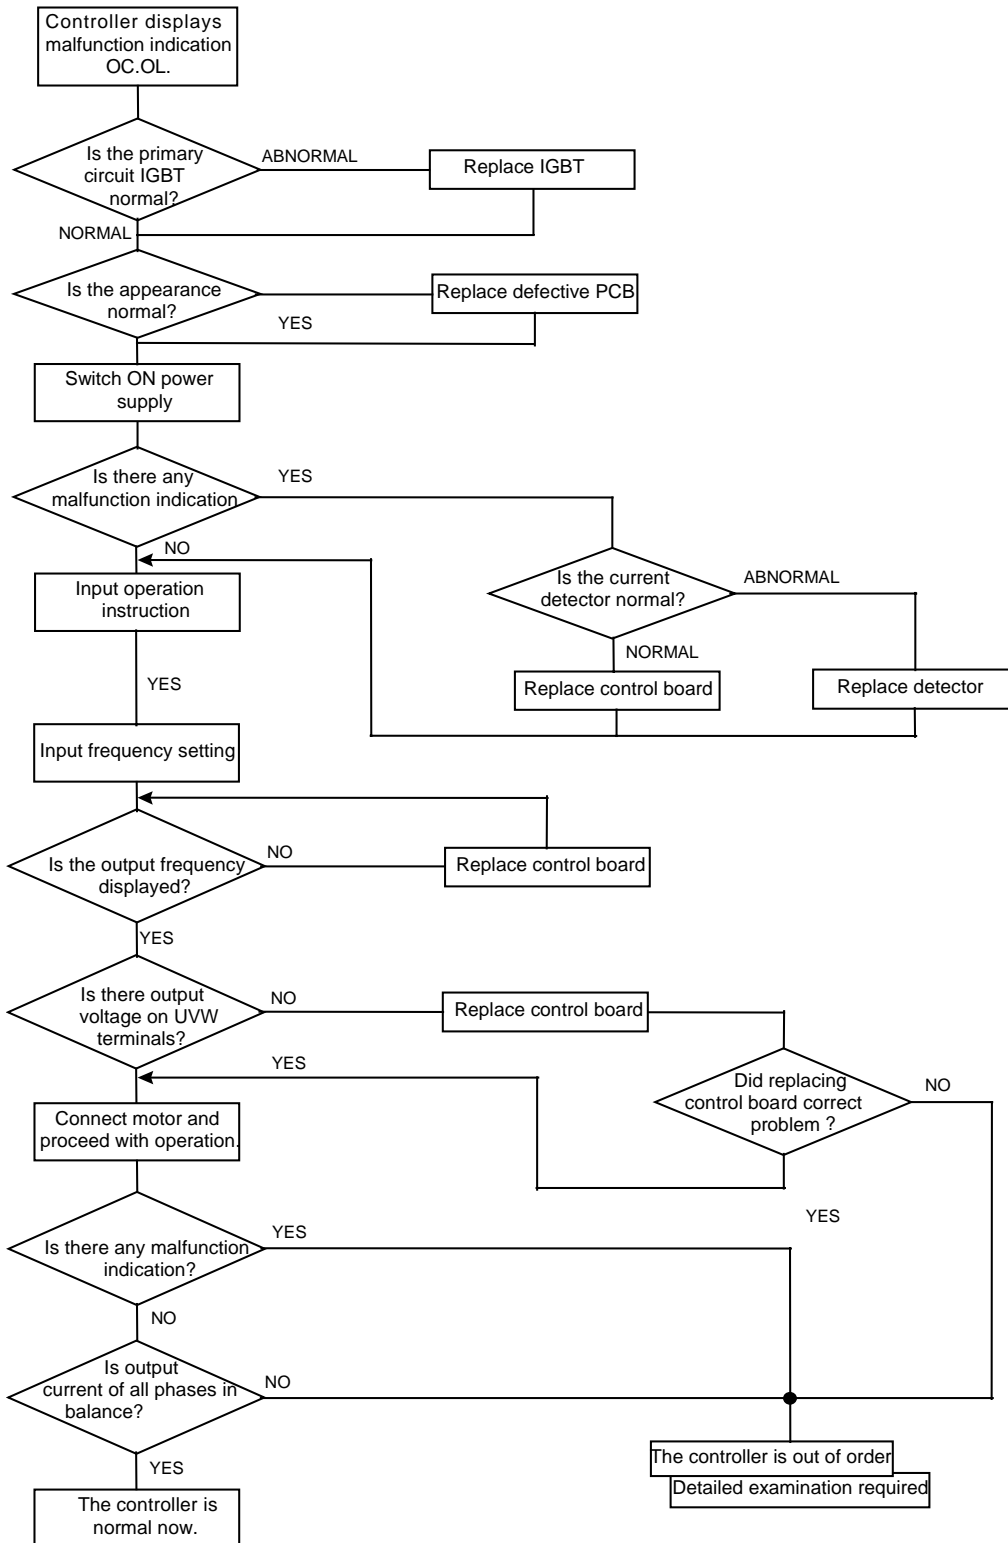 Controller displays
malfunction indication
OC.OL.
Is the primary
circuit IGBT
normal?
ABNORMAL
Replace IGBT
NORMAL
Is the appearance
normal?
Replace defective PCB
YES
Switch ON power
supply
Is there any
malfunction indication
YES
NO
Input operation
instruction
Is the current
detector normal?
ABNORMAL
NORMAL
Replace control board
Replace detector
YES
Input frequency setting
Is the output frequency
displayed?
NO
Replace control board
YES
Is there output
voltage on UVW
terminals?
NO
Replace control board
YES
Did replacing
control board correct
problem ?
NO
Connect motor and
proceed with operation.
YES
Is there any malfunction
indication?
YES
NO
Is output
current of all phases in
balance?
NO
The controller is out of order
Detailed examination required
YES
The controller is
normal now.